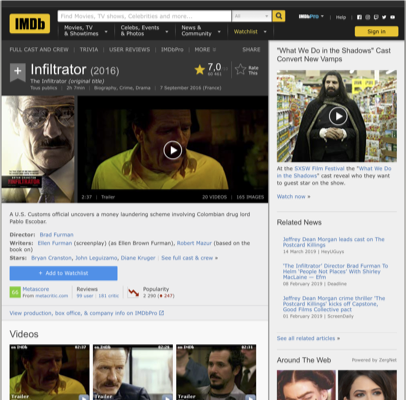 IMDb
Find Movies, TV shows, Celebrities and more...
All
Movies, TV
& Showtimes
Celebs, Events
& Photos
News &
Community
Watchlist
IMDbPro
Help
Sign in
FULL CAST AND CREW | TRIVIA | USER REVIEWS | IMDbPro | MORE
SHARE
Infiltrator (2016)
The Infiltrator (original title)
Tous publics | 2h 7min | Biography, Crime, Drama | 7 September 2016 (France)
7,0
Rate
This
INFILTRATOR
2:37 | Trailer
20 VIDEOS | 165 IMAGES
A U.S. Customs official uncovers a money laundering scheme involving Colombian drug lord
Pablo Escobar.
Director: Brad Furman
Writers: Ellen Furman (screenplay) (as Ellen Brown Furman), Robert Mazur (based on the
book on)
Stars: Bryan Cranston, John Leguizamo, Diane Kruger | See full cast & crew »
+ Add to Watchlist
Metascore
From metacritic.com
Reviews
99 user | 181 critic
Popularity
2 290 ( 247)
View production, box office, & company info on IMDbPro
Videos
Trailer
Trailer
Trailer
"What We Do in the Shadows" Cast
Convert New Vamps
At the SXSW Film Festival the "What We Do
in the Shadows" cast reveal who they want
to guest star on the show.
Watch now »
Related News
Jeffrey Dean Morgan leads cast on The
Postcard Killings
14 March 2019 | HeyUGuys
'The Infiltrator' Director Brad Furman To
Helm 'People Not Places' With Shirley
MacLaine — Efm
08 February 2019 | Deadline
Jeffrey Dean Morgan crime thriller 'The
Postcard Killings' kicks off Capstone,
Good Films Collective pact
01 February 2019 | ScreenDaily
See all related articles »
Around The Web
Powered by ZergNet